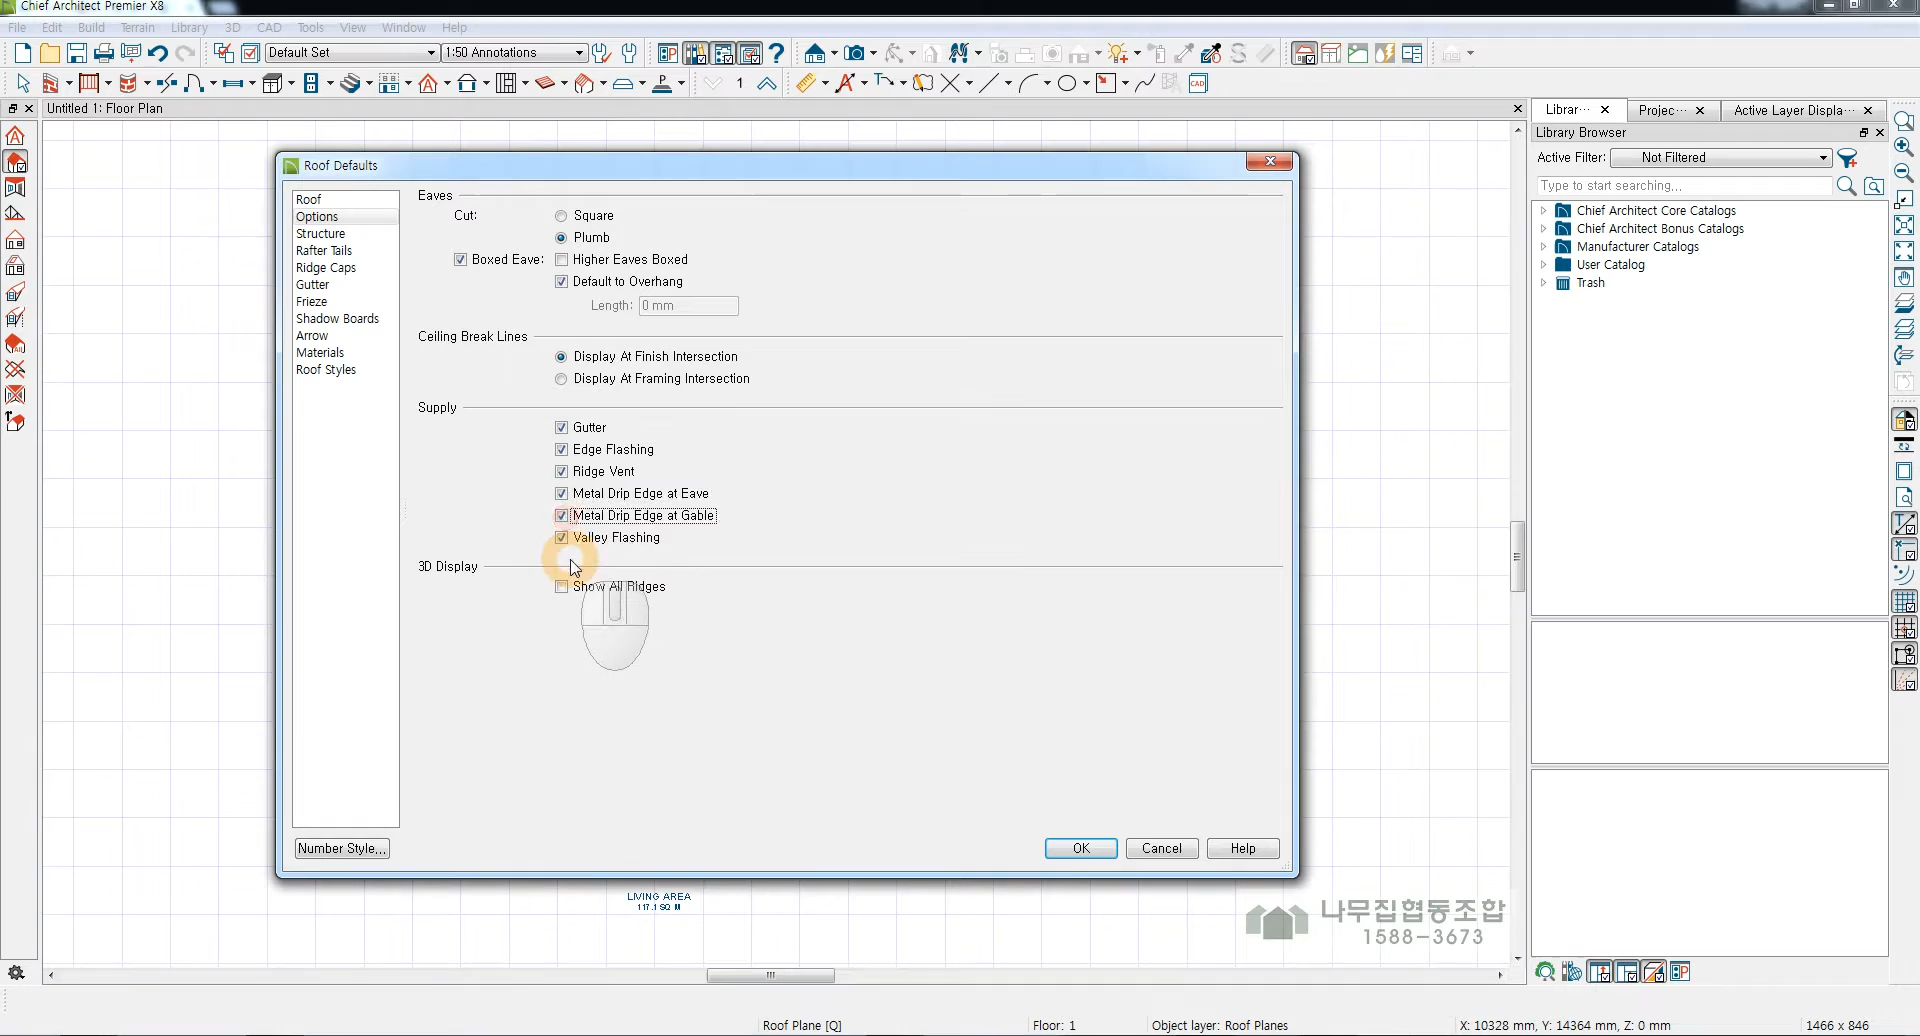 Chief Architect Premier X8
File Edit Build Terrain Library 3D CAD Tools View Window Help
Default Set 1:50 Annotations
1
CAD
Untitled 1: Floor Plan
Librar··· Projec··· Active Layer Displa···
Library Browser
Active Filter: Not Filtered
Type to start searching...
Chief Architect Core Catalogs
Chief Architect Bonus Catalogs
Manufacturer Catalogs
User Catalog
Trash
Roof Defaults
Roof
Options
Structure
Rafter Tails
Ridge Caps
Gutter
Frieze
Shadow Boards
Arrow
Materials
Roof Styles
Eaves
Cut: Square
Plumb
Boxed Eave: Higher Eaves Boxed
Default to Overhang
Length: 0 mm
Ceiling Break Lines
Display At Finish Intersection
Display At Framing Intersection
Supply
Gutter
Edge Flashing
Ridge Vent
Metal Drip Edge at Eave
Metal Drip Edge at Gable
Valley Flashing
3D Display
Show All Ridges
Number Style... OK Cancel Help
LIVING AREA
117.1 SQ M
나무집협동조합
1588-3673
Roof Plane [Q] Floor: 1 Object layer: Roof Planes X: 10328 mm, Y: 14364 mm, Z: 0 mm 1466 x 846